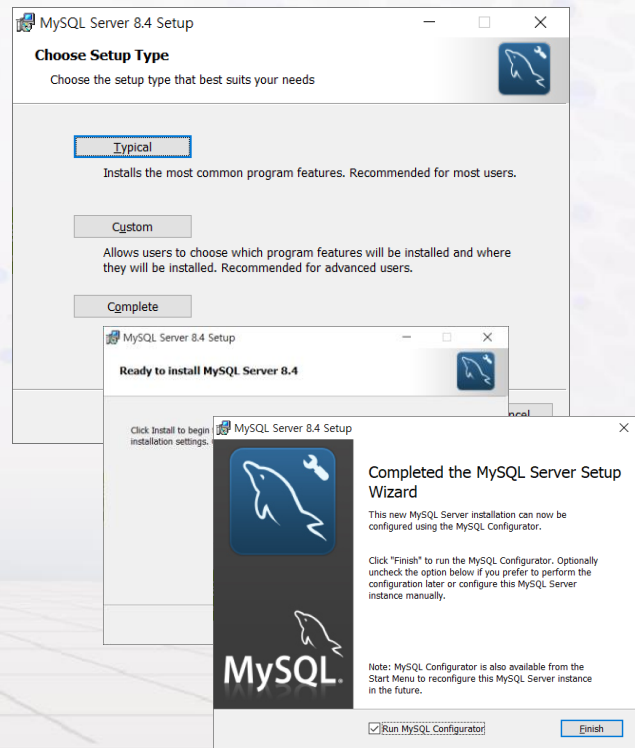 MySQL Server 8.4 Setup
Choose Setup Type
Choose the setup type that best suits your needs
Typical
Installs the most common program features. Recommended for most users.
Custom
Allows users to choose which program features will be installed and where
they will be installed. Recommended for advanced users.
Complete
MySQL Server 8.4 Setup
Ready to install MySQL Server 8.4
Click Install to begin
installation settings.
MySQL Server 8.4 Setup
Completed the MySQL Server Setup
Wizard
This new MySQL Server installation can now be
configured using the MySQL Configurator.
Click "Finish" to run the MySQL Configurator. Optionally
uncheck the option below if you prefer to perform the
configuration later or configure this MySQL Server
instance manually.
MySQL.
Note: MySQL Configurator is also available from the
Start Menu to reconfigure this MySQL Server instance
in the future.
Run MySQL Configurator
Finish